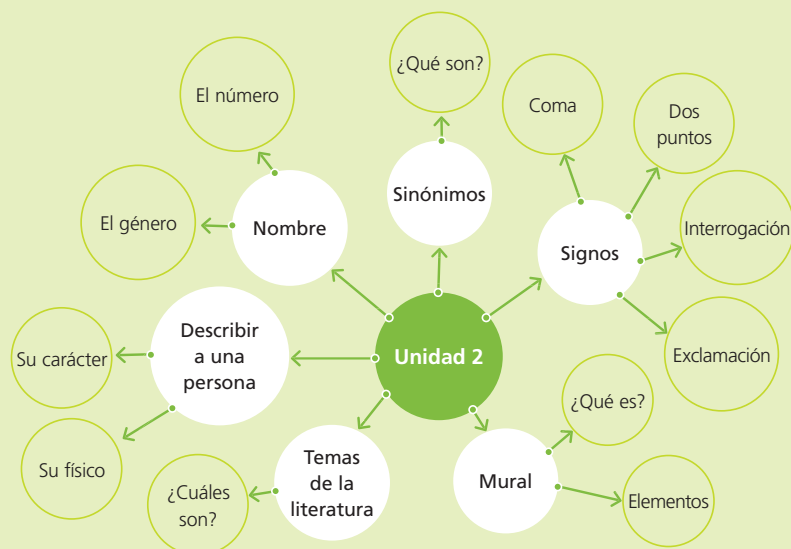 ¿Qué son?
El número
Coma
Dos
puntos
Sinónimos
El género
Nombre
Signos
Interrogación
Describir
a una
persona
Unidad 2
Su carácter
Exclamación
¿Qué es?
Su físico
Temas
de la
literatura
Mural
¿Cuáles
son?
Elementos